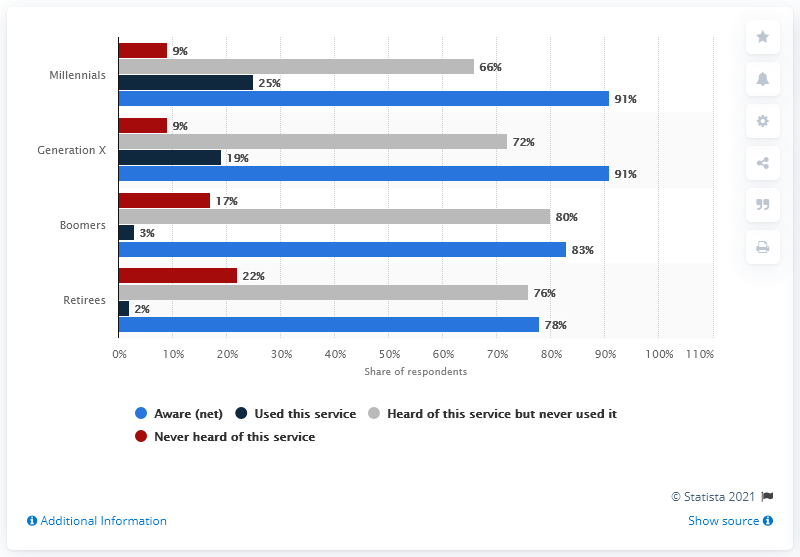 Millennials
9%
66%
25%
91%
Generation X
9%
72%
19%
91%
Boomers
17%
80%
3%
83%
Retirees
22%
76%
2%
78%
0% 10% 20% 30% 40% 50% 60% 70% 80% 90% 100% 110%
Share of respondents
Aware (net) Used this service Heard of this service but never used it
Never heard of this service
© Statista 2021
Additional Information Show source